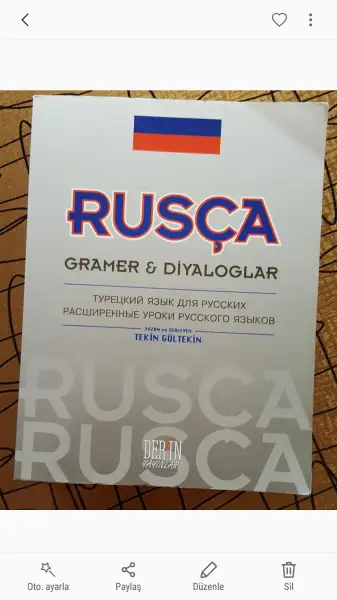 RUSÇA
GRAMER & DİYALOGLAR
ТУРЕЦКИЙ ЯЗЫК ДЛЯ РУССКИХ
РАСШИРЕННЫЕ УРОКИ РУССКОГО ЯЗЫКОВ
YAZAN ve DERLEYEN
TEKİN GÜLTEKİN
RUSÇA
RUSÇA
DERİN
YAYINLARI
Oto. ayarla Paylaş Düzenle Sil